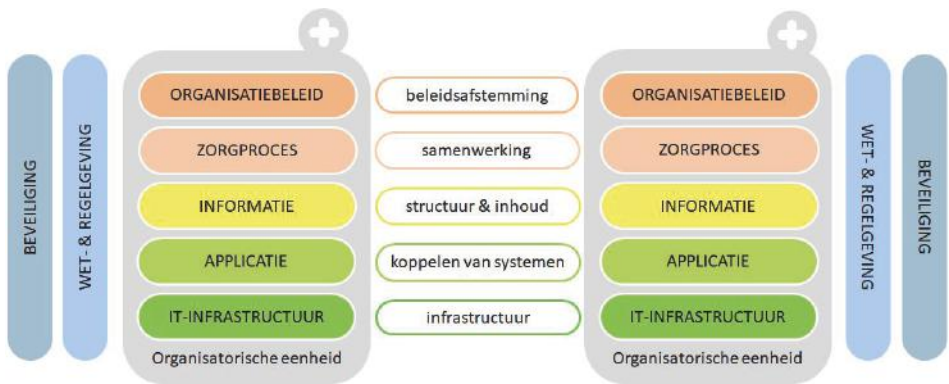 BEVEILIGING
WET- & REGELGEVING
ORGANISATIEBELEID
ZORGPROCES
INFORMATIE
APPLICATIE
IT-INFRASTRUCTUUR
Organisatorische eenheid
beleidsafstemming
samenwerking
structuur & inhoud
koppelen van systemen
infrastructuur
ORGANISATIEBELEID
ZORGPROCES
INFORMATIE
APPLICATIE
IT-INFRASTRUCTUUR
Organisatorische eenheid
WET- & REGELGEVING
BEVEILIGING